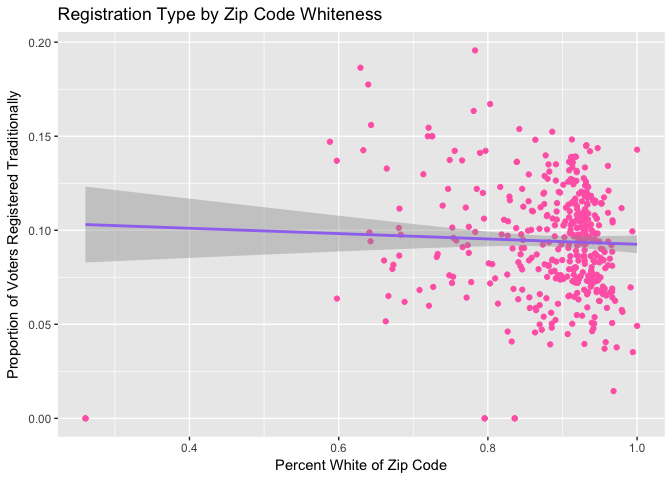 Registration Type by Zip Code Whiteness
Proportion of Voters Registered Traditionally
0.20
0.15
0.10
0.05
0.00
0.4 0.6 0.8 1.0
Percent White of Zip Code